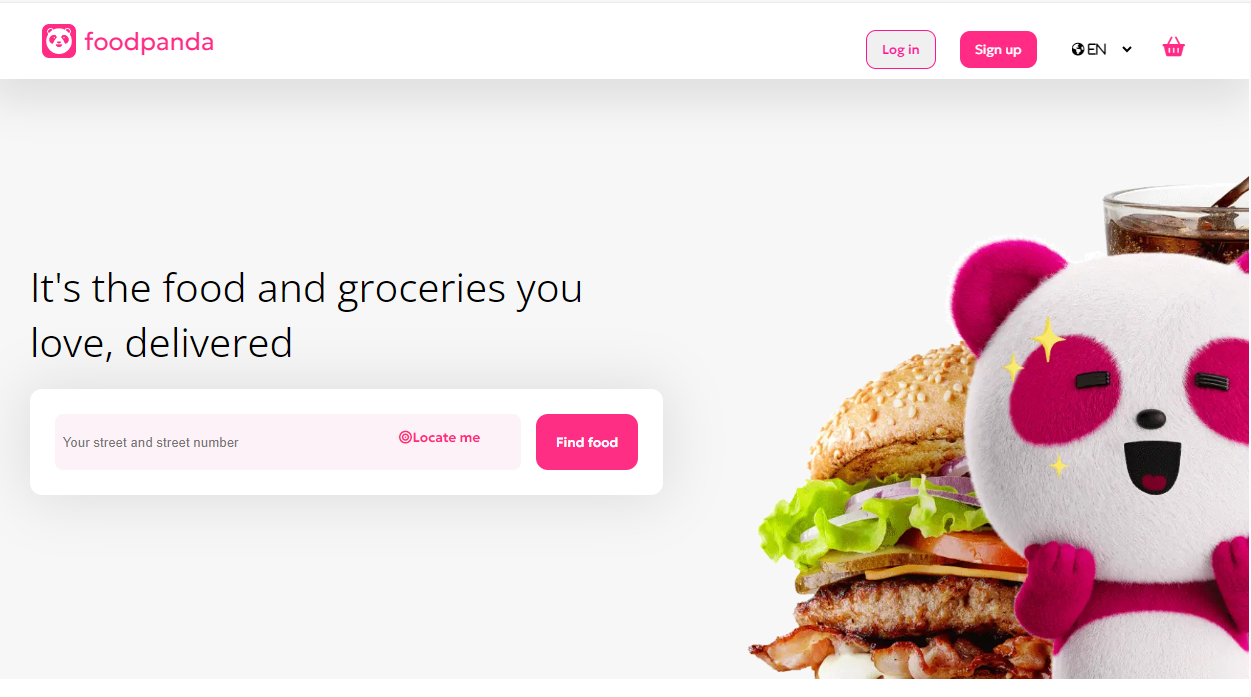 foodpanda
Log in
Sign up
EN
It's the food and groceries you
love, delivered
Your street and street number
Locate me
Find food